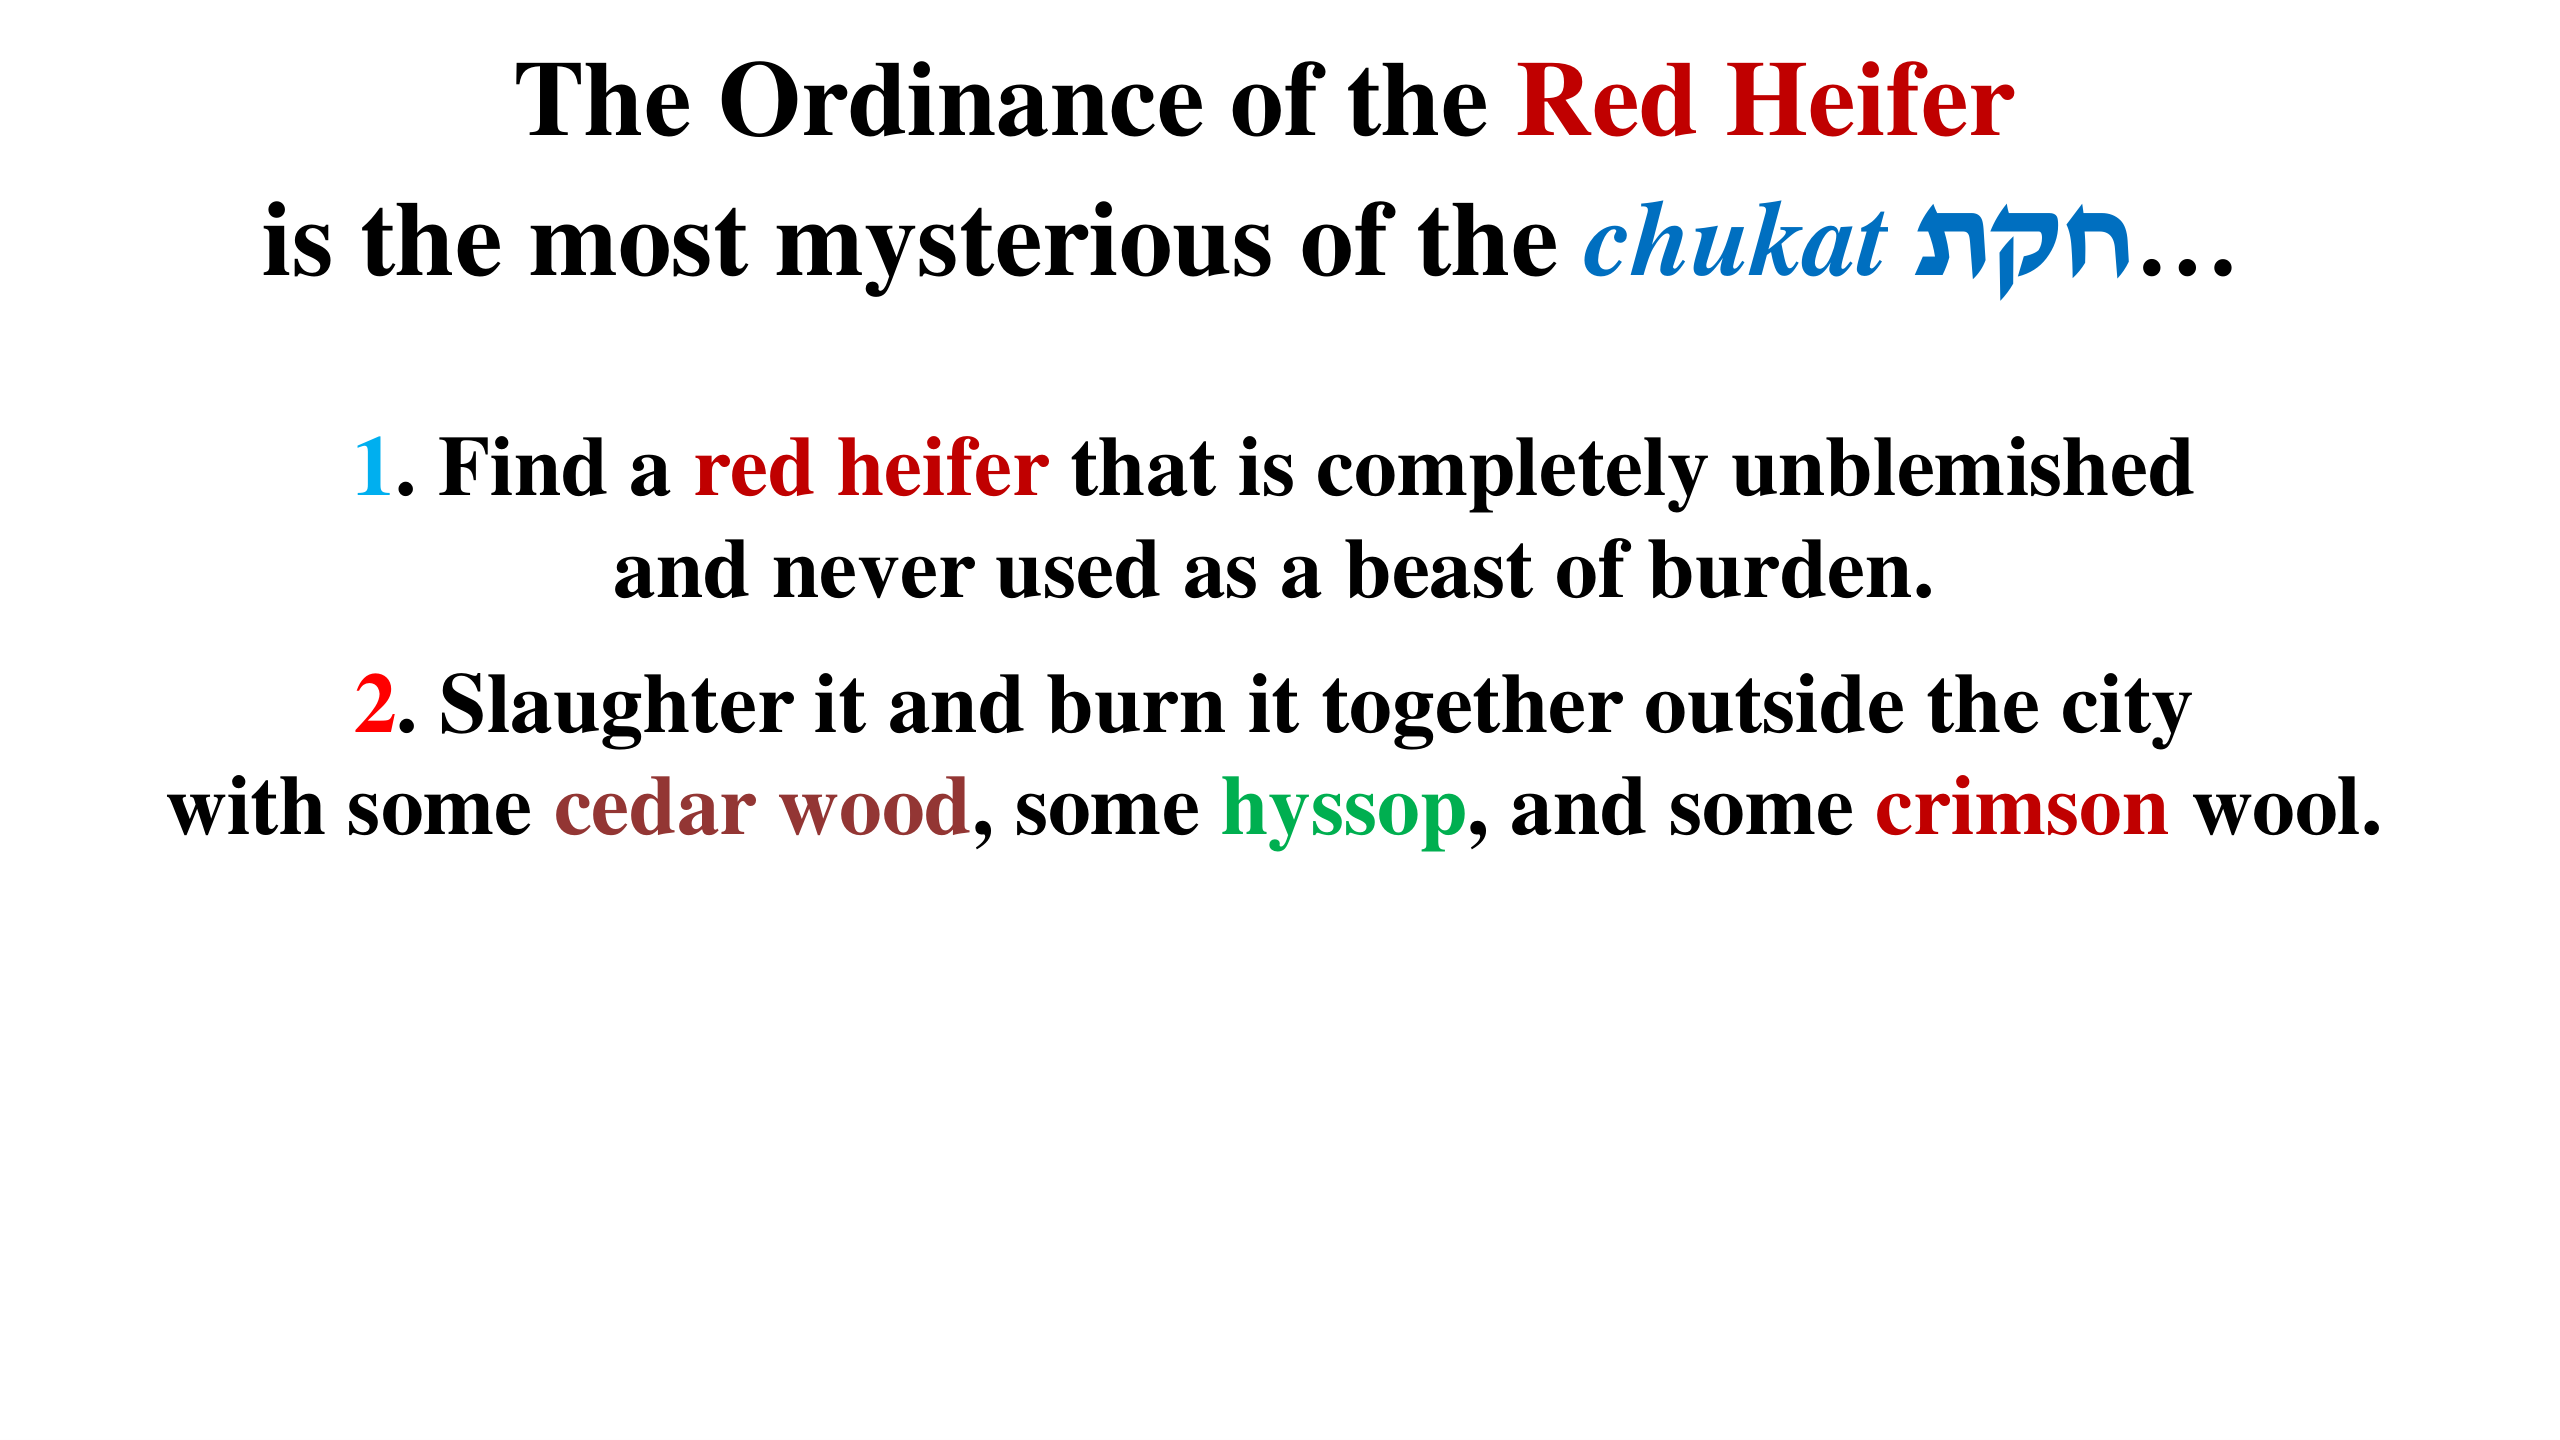 The Ordinance of the Red Heifer
is the most mysterious of the chukat חקת…
1. Find a red heifer that is completely unblemished
and never used as a beast of burden.
2. Slaughter it and burn it together outside the city
with some cedar wood, some hyssop, and some crimson wool.